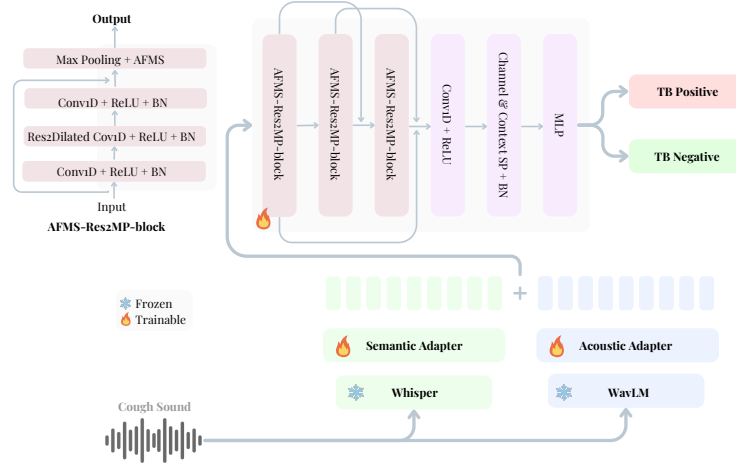 Output
Max Pooling + AFMS
Conv1D + ReLU + BN
Res2Dilated Cov1D + ReLU + BN
Conv1D + ReLU + BN
Input
AFMS-Res2MP-block
AFMS-Res2MP-block
AFMS-Res2MP-block
AFMS-Res2MP-block
Conv1D + ReLU
Channel & Context SP + BN
MLP
TB Positive
TB Negative
+
Frozen
Trainable
Semantic Adapter
Acoustic Adapter
Whisper
WavLM
Cough Sound